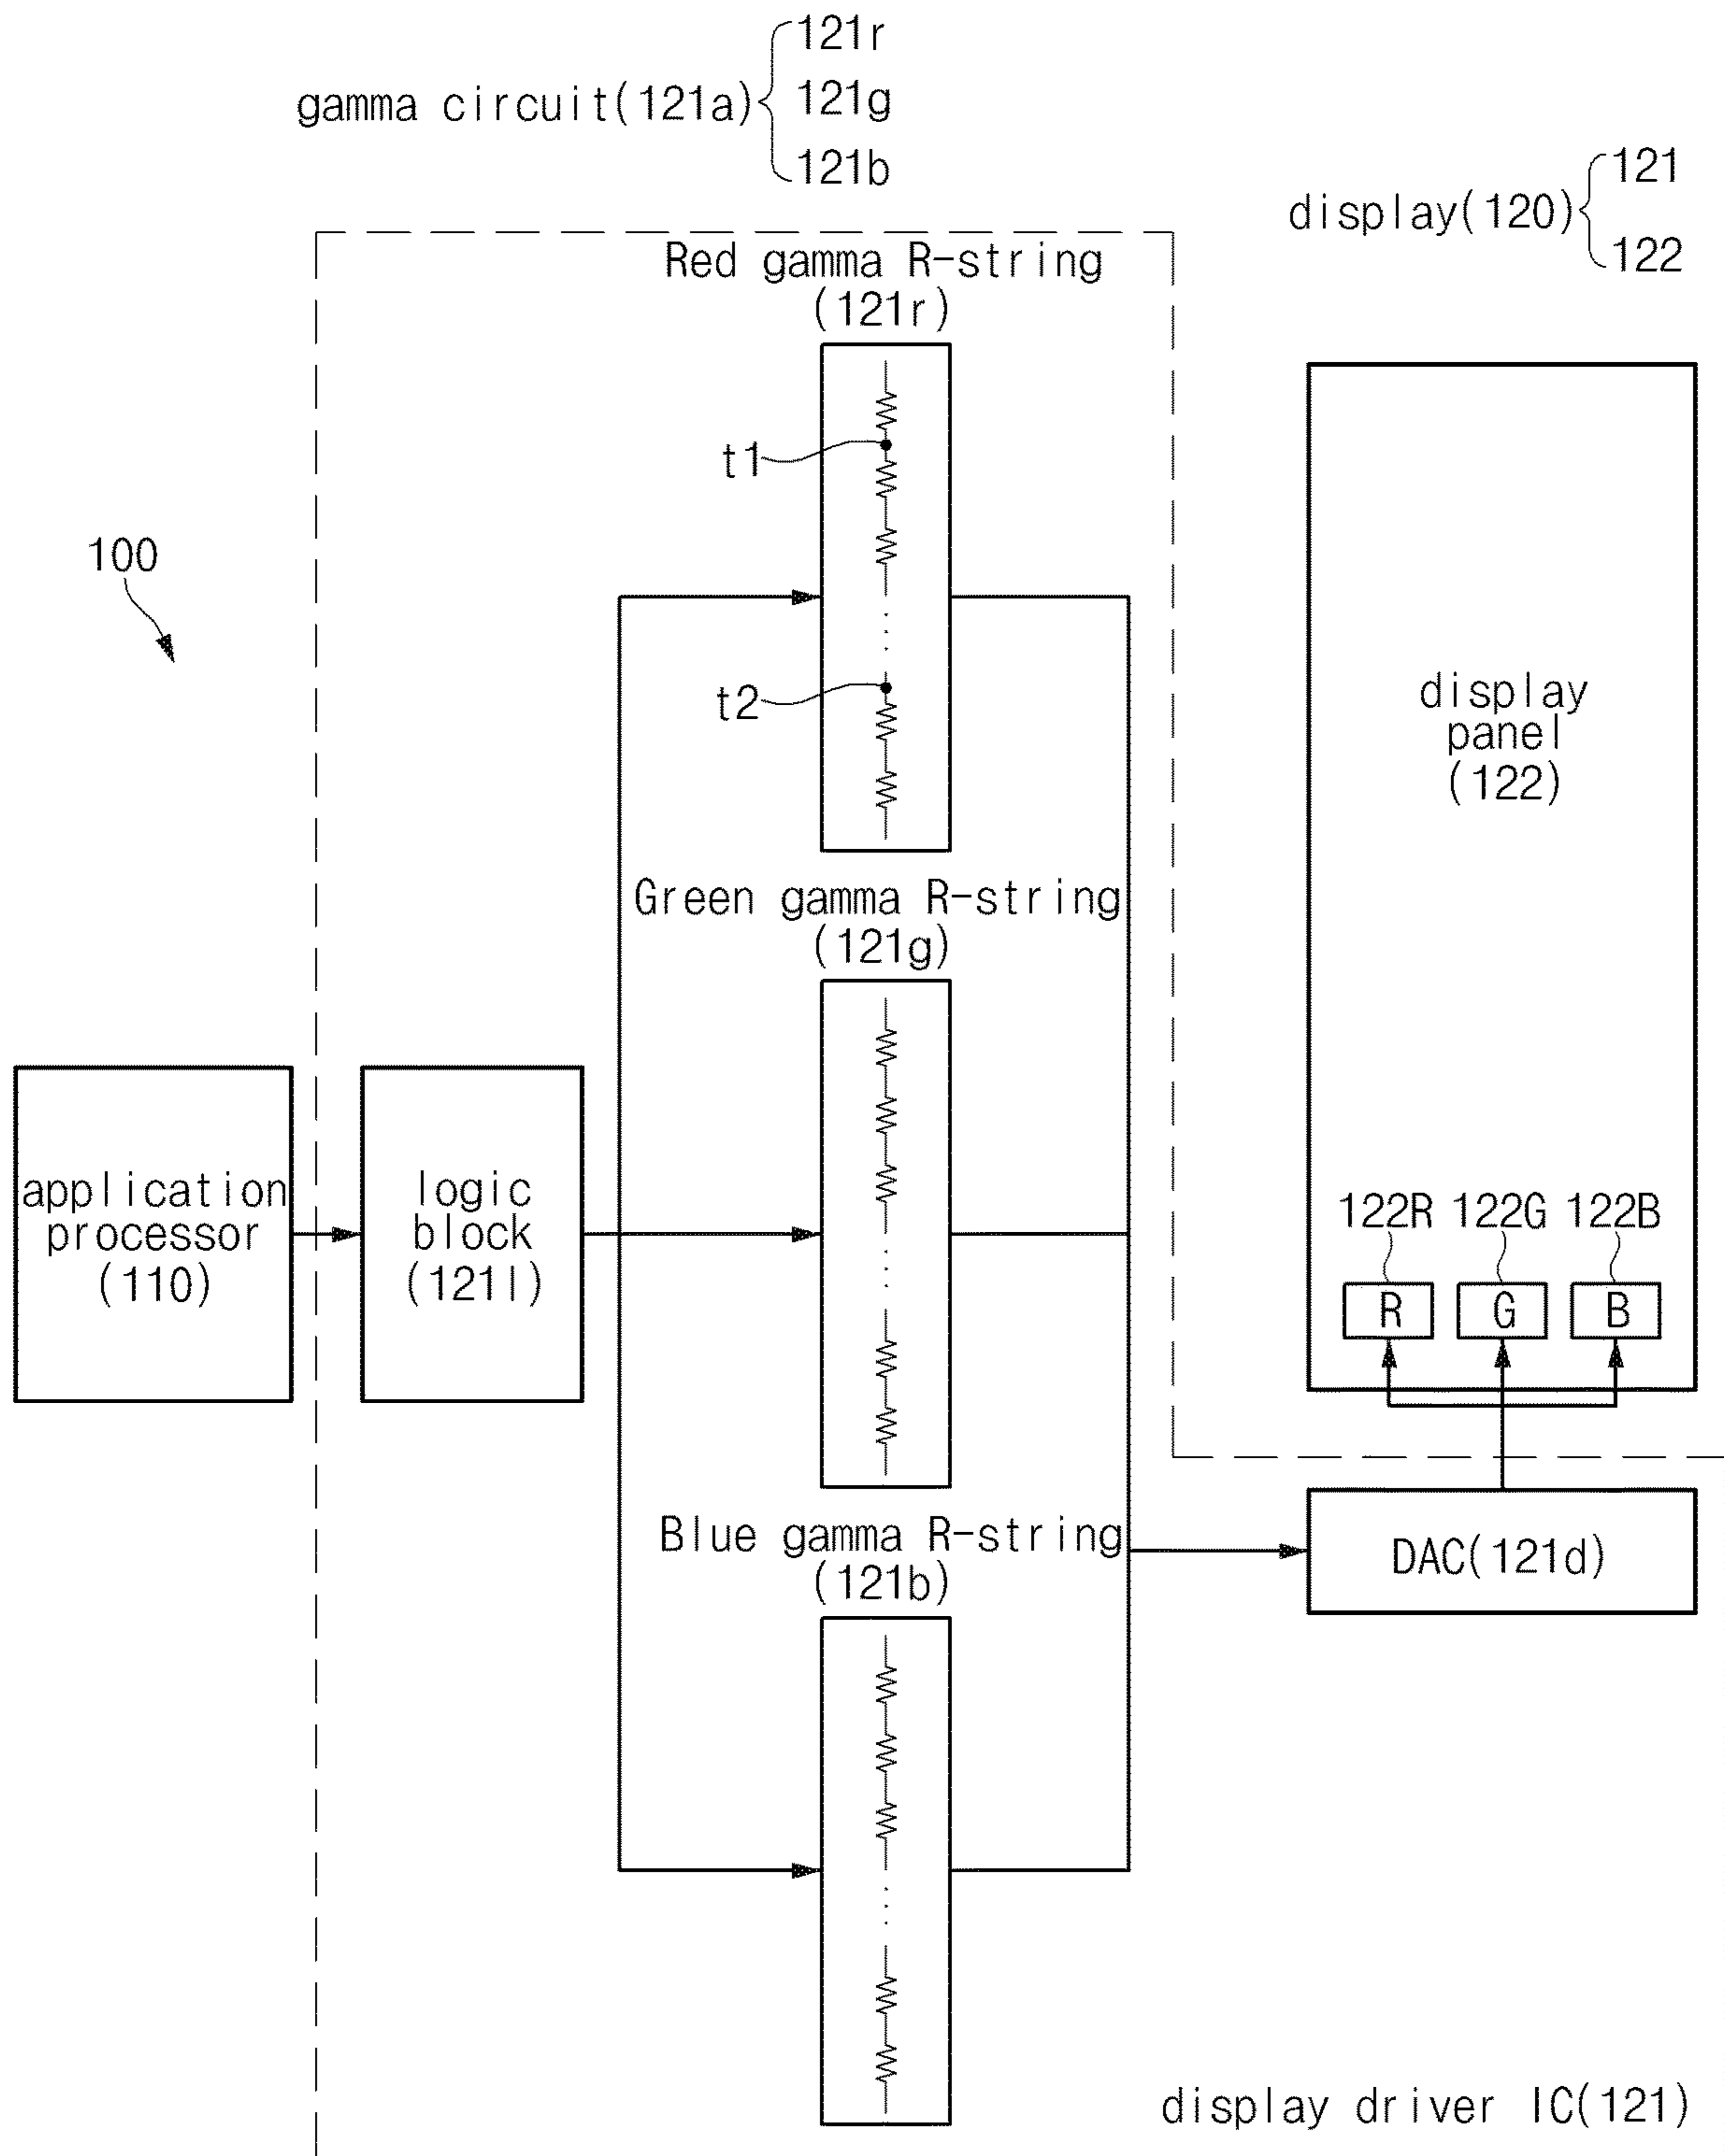 121r
gamma circuit(121a)
121g
121b
121
display(120)
122
Red gamma R-string
(121r)
t1
100
t2
display
panel
(122)
Green gamma R-string
(121g)
application
processor
(110)
logic
block
(121l)
122R 122G 122B
R G B
Blue gamma R-string
(121b)
DAC(121d)
display driver IC(121)